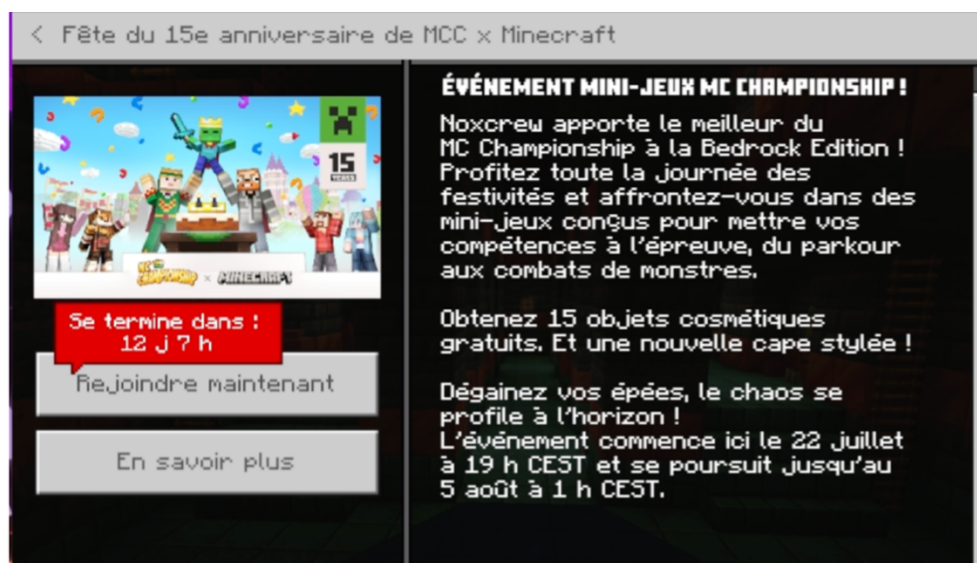 < Fête du 15e anniversaire de MCC x Minecraft
15
YEARS
MC CHAMPIONSHIP x MINECRAFT
Se termine dans :
12 j 7 h
Rejoindre maintenant
En savoir plus
ÉVÉNEMENT MINI-JEUX MC CHAMPIONSHIP !
Noxcrew apporte le meilleur du
MC Championship à la Bedrock Edition !
Profitez toute la journée des
festivités et affrontez-vous dans des
mini-jeux conçus pour mettre vos
compétences à l'épreuve, du parkour
aux combats de monstres.
Obtenez 15 objets cosmétiques
gratuits. Et une nouvelle cape stylée !
Dégainez vos épées, le chaos se
profile à l'horizon !
L'événement commence ici le 22 juillet
à 19 h CEST et se poursuit jusqu'au
5 août à 1 h CEST.